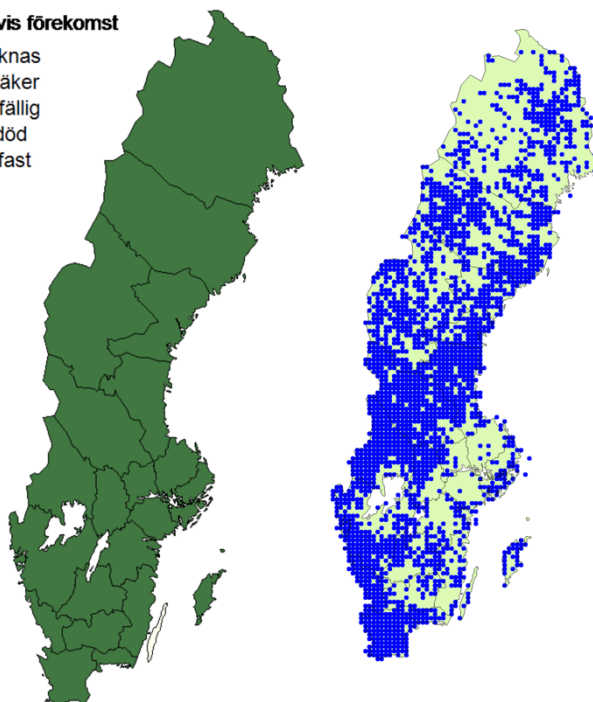 vis förekomst
knas
äker
fällig
död
fast